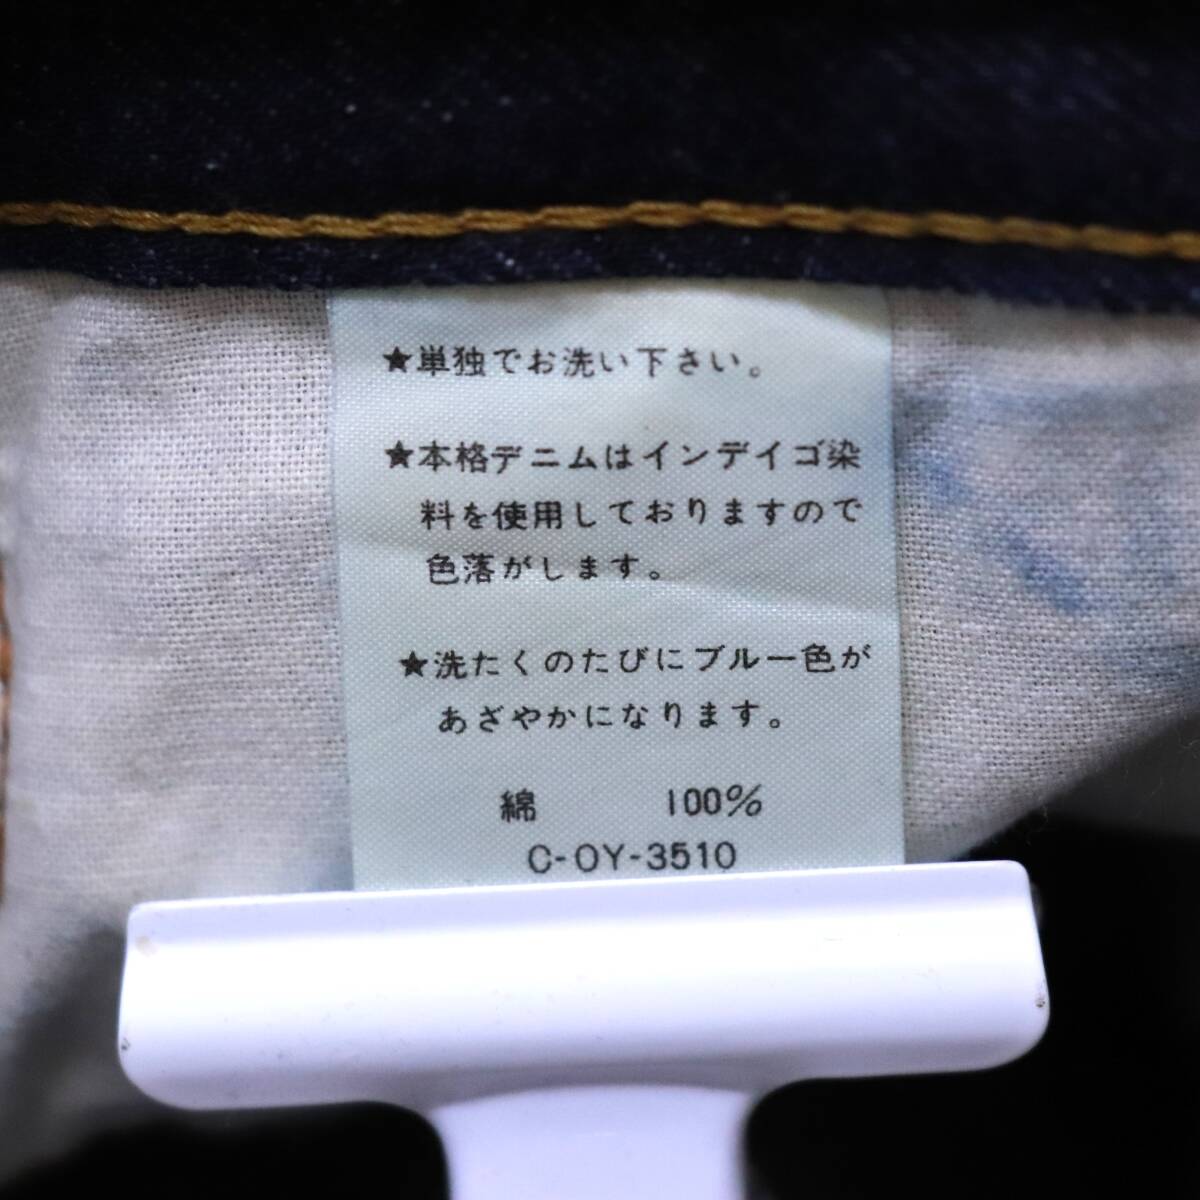 ★単独でお洗い下さい。
★本格デニムはインデイゴ染
料を使用しておりますので
色落がします。
★洗たくのたびにブルー色が
あざやかになります。
綿 100%
C-OY-3510